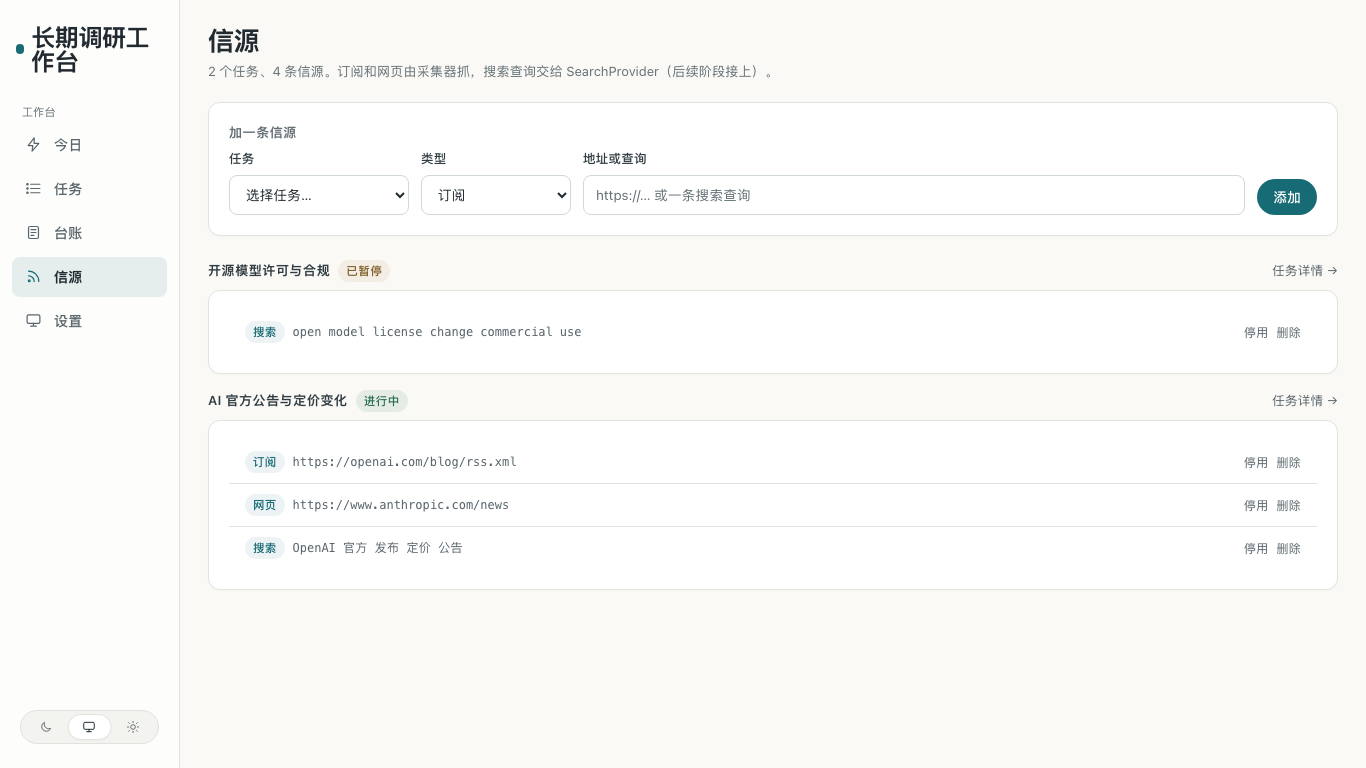 长期调研工
作台
工作台
今日
任务
台账
信源
设置
信源
2 个任务、4 条信源。订阅和网页由采集器抓，搜索查询交给 SearchProvider（后续阶段接上）。
加一条信源
任务 类型 地址或查询
选择任务... 订阅 https://... 或一条搜索查询 添加
开源模型许可与合规 已暂停 任务详情 →
搜索 open model license change commercial use 停用 删除
AI 官方公告与定价变化 进行中 任务详情 →
订阅 https://openai.com/blog/rss.xml 停用 删除
网页 https://www.anthropic.com/news 停用 删除
搜索 OpenAI 官方 发布 定价 公告 停用 删除